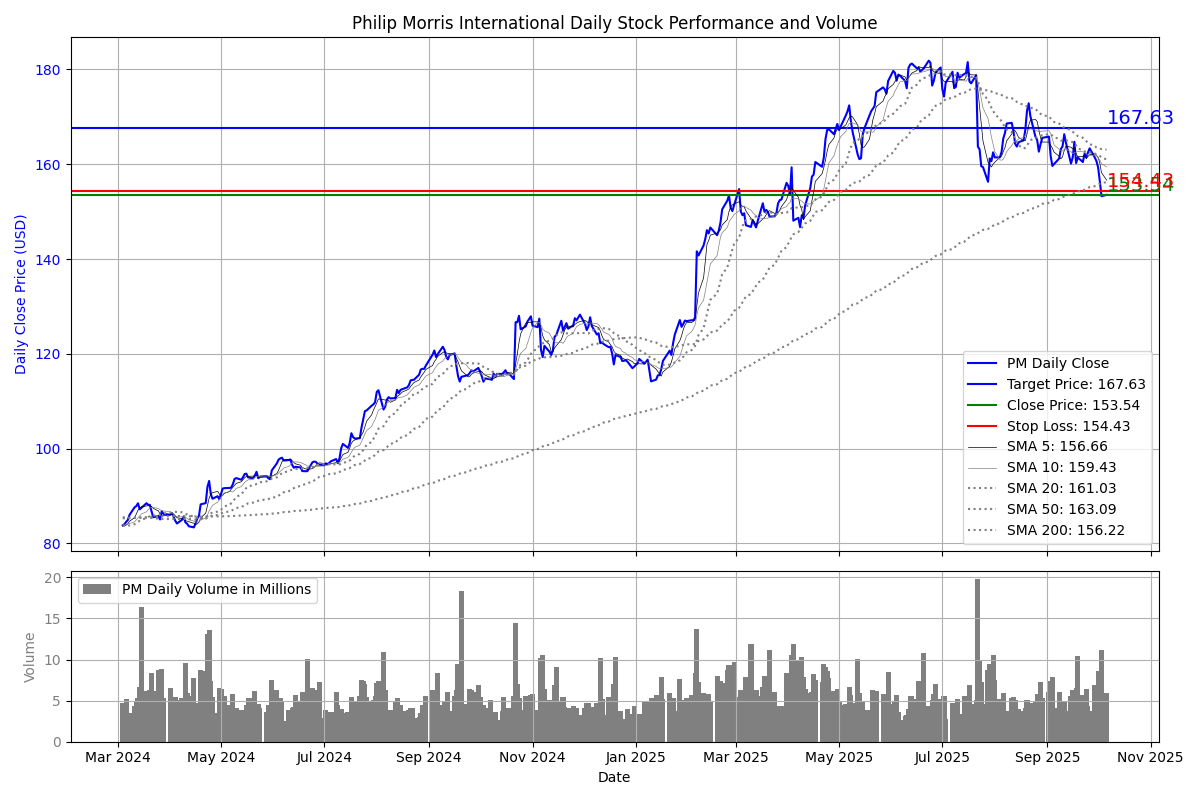 Philip Morris International Daily Stock Performance and Volume
Daily Close Price (USD)
180
160
140
120
100
80
167.63
154.43
153.54
PM Daily Close
Target Price: 167.63
Close Price: 153.54
Stop Loss: 154.43
SMA 5: 156.66
SMA 10: 159.43
SMA 20: 161.03
SMA 50: 163.09
SMA 200: 156.22
Volume
20
15
10
5
0
PM Daily Volume in Millions
Mar 2024 May 2024 Jul 2024 Sep 2024 Nov 2024 Jan 2025 Mar 2025 May 2025 Jul 2025 Sep 2025 Nov 2025
Date